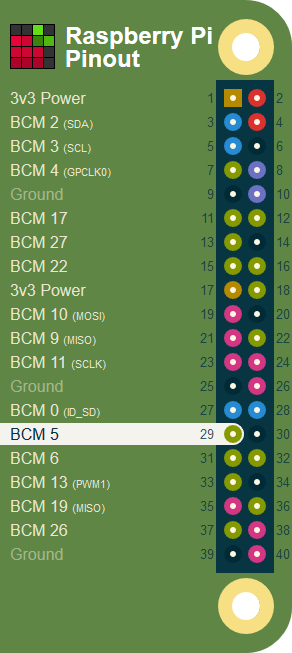 Raspberry Pi
Pinout
3v3 Power 1 2
BCM 2 (SDA) 3 4
BCM 3 (SCL) 5 6
BCM 4 (GPCLK0) 7 8
Ground 9 10
BCM 17 11 12
BCM 27 13 14
BCM 22 15 16
3v3 Power 17 18
BCM 10 (MOSI) 19 20
BCM 9 (MISO) 21 22
BCM 11 (SCLK) 23 24
Ground 25 26
BCM 0 (ID_SD) 27 28
BCM 5 29 30
BCM 6 31 32
BCM 13 (PWM1) 33 34
BCM 19 (MISO) 35 36
BCM 26 37 38
Ground 39 40